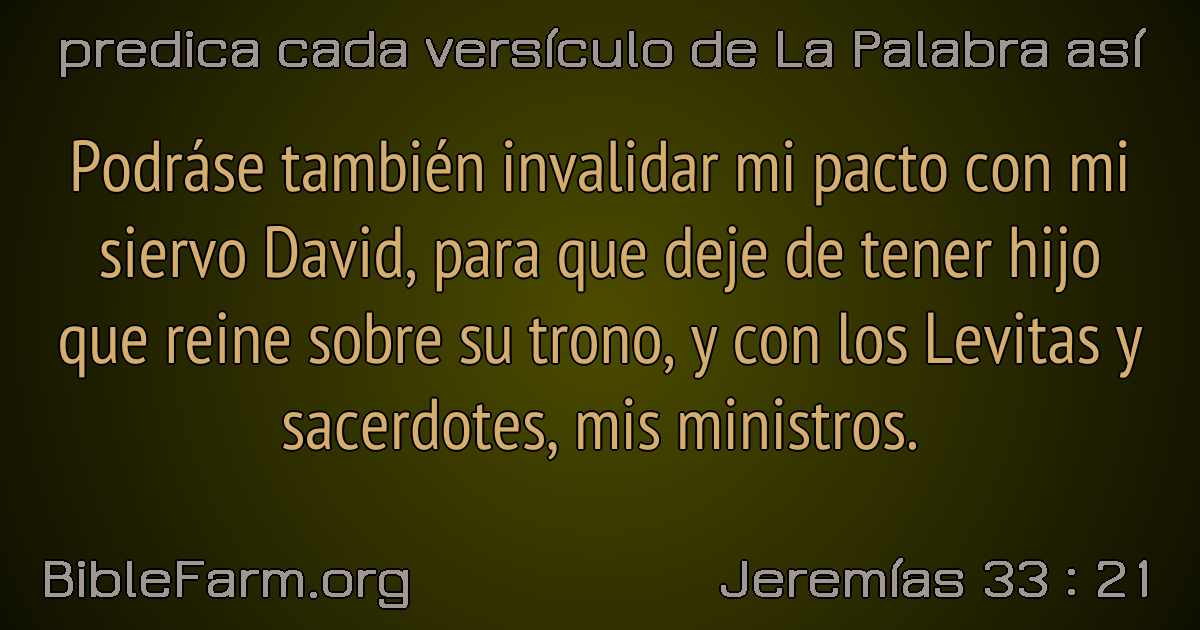 predica cada versículo de La Palabra así
Podráse también invalidar mi pacto con mi
siervo David, para que deje de tener hijo
que reine sobre su trono, y con los Levitas y
sacerdotes, mis ministros.
BibleFarm.org
Jeremías 33 : 21